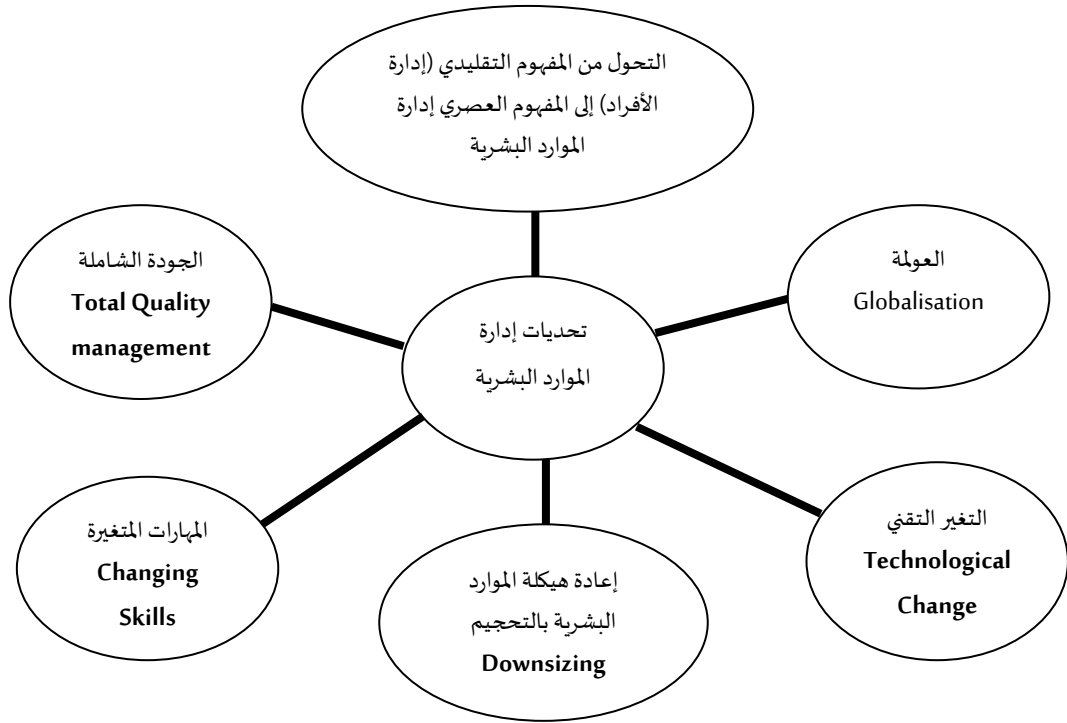 التحول من المفهوم التقليدي (إدارة
الأفراد) إلى المفهوم العصري إدارة
الموارد البشرية
الجودة الشاملة
Total Quality
management
العولمة
Globalisation
تحديات إدارة
الموارد البشرية
المهارات المتغيرة
Changing
Skills
إعادة هيكلة الموارد
البشرية بالتحجيم
Downsizing
التغير التقني
Technological
Change